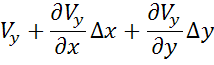 V_y + ∂V_y/∂x Δx + ∂V_y/∂y Δy